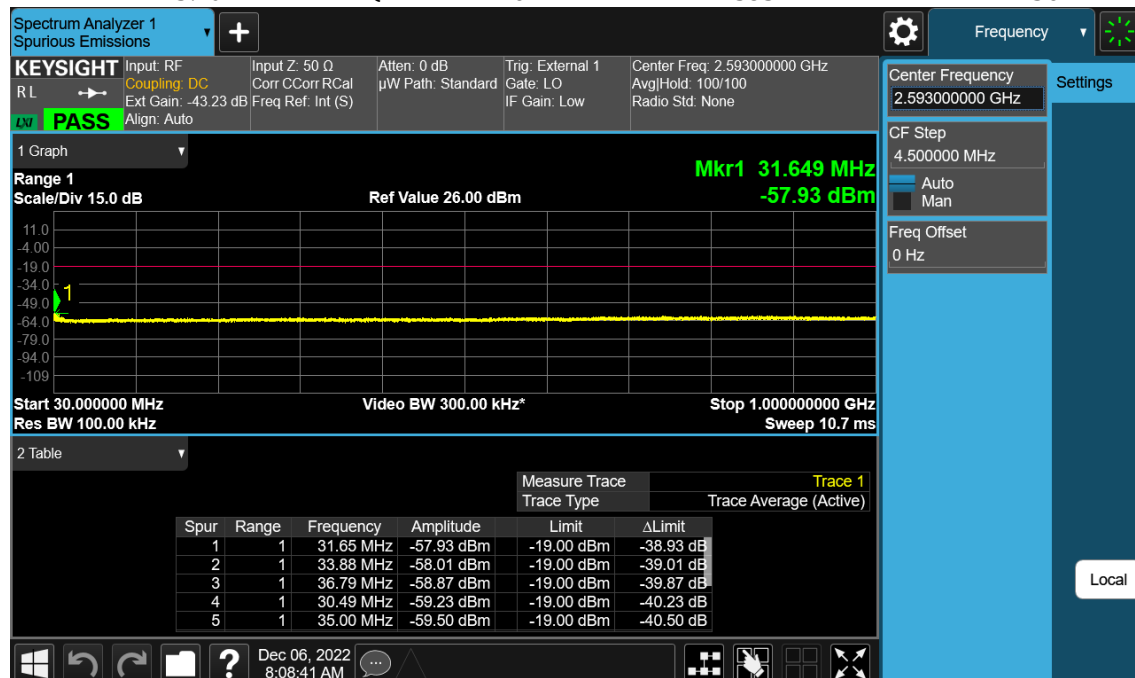 Spectrum Analyzer 1
Spurious Emissions
Frequency
KEYSIGHT
Input: RF
Input Z: 50 Ω
Atten: 0 dB
Trig: External 1
Center Freq: 2.593000000 GHz
R L
Coupling: DC
Corr CCorr RCal
µW Path: Standard
Gate: LO
Avg|Hold: 100/100
Ext Gain: -43.23 dB
Freq Ref: Int (S)
IF Gain: Low
Radio Std: None
LXI
PASS
Align: Auto
Center Frequency
2.593000000 GHz
Settings
CF Step
4.500000 MHz
Auto
Man
Freq Offset
0 Hz
Local
1 Graph
Range 1
Mkr1 31.649 MHz
Scale/Div 15.0 dB
Ref Value 26.00 dBm
-57.93 dBm
11.0
-4.00
-19.0
-34.0
1
-49.0
-64.0
-79.0
-94.0
-109
Start 30.000000 MHz
Video BW 300.00 kHz*
Stop 1.000000000 GHz
Res BW 100.00 kHz
Sweep 10.7 ms
2 Table
Measure Trace Trace 1
Trace Type Trace Average (Active)
Spur Range Frequency Amplitude Limit ΔLimit
1 1 31.65 MHz -57.93 dBm -19.00 dBm -38.93 dB
2 1 33.88 MHz -58.01 dBm -19.00 dBm -39.01 dB
3 1 36.79 MHz -58.87 dBm -19.00 dBm -39.87 dB
4 1 30.49 MHz -59.23 dBm -19.00 dBm -40.23 dB
5 1 35.00 MHz -59.50 dBm -19.00 dBm -40.50 dB
?
Dec 06, 2022
8:08:41 AM